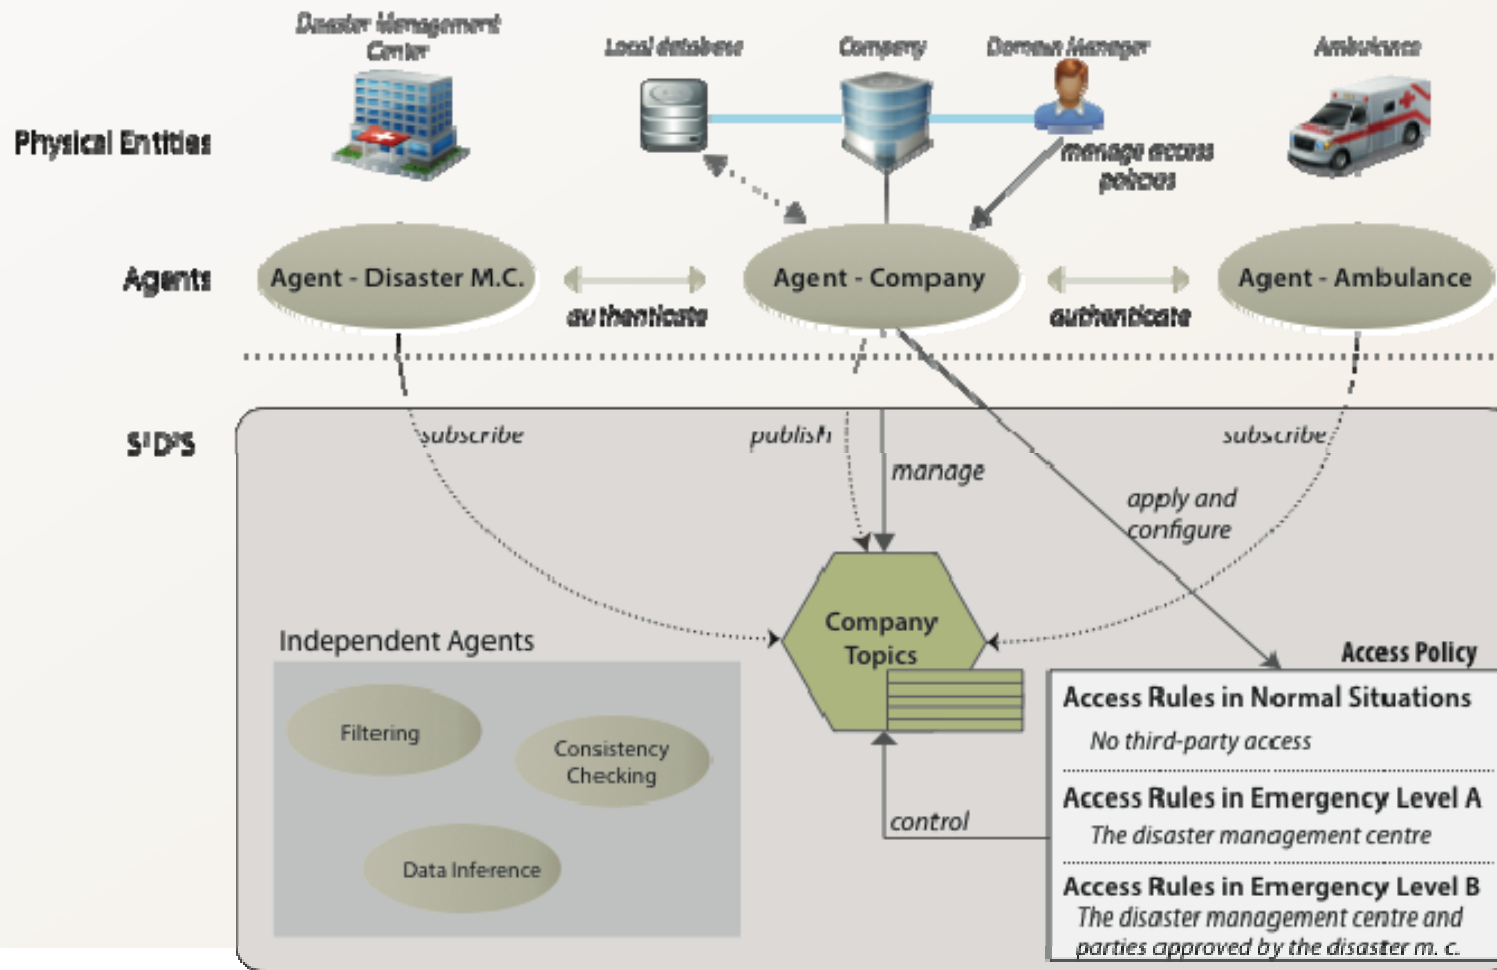 Disaster Management
Center
Local database
Company
Domain Manager
Ambulance
Physical Entities
manage access
policies
Agents
Agent - Disaster M.C.
Agent - Company
Agent - Ambulance
authenticate
authenticate
subscribe
publish
subscribe
manage
apply and
configure
Company
Topics
Independent Agents
Filtering
Consistency
Checking
Data Inference
control
Access Policy
Access Rules in Normal Situations
No third-party access
Access Rules in Emergency Level A
The disaster management centre
Access Rules in Emergency Level B
The disaster management centre and
parties approved by the disaster m. c.